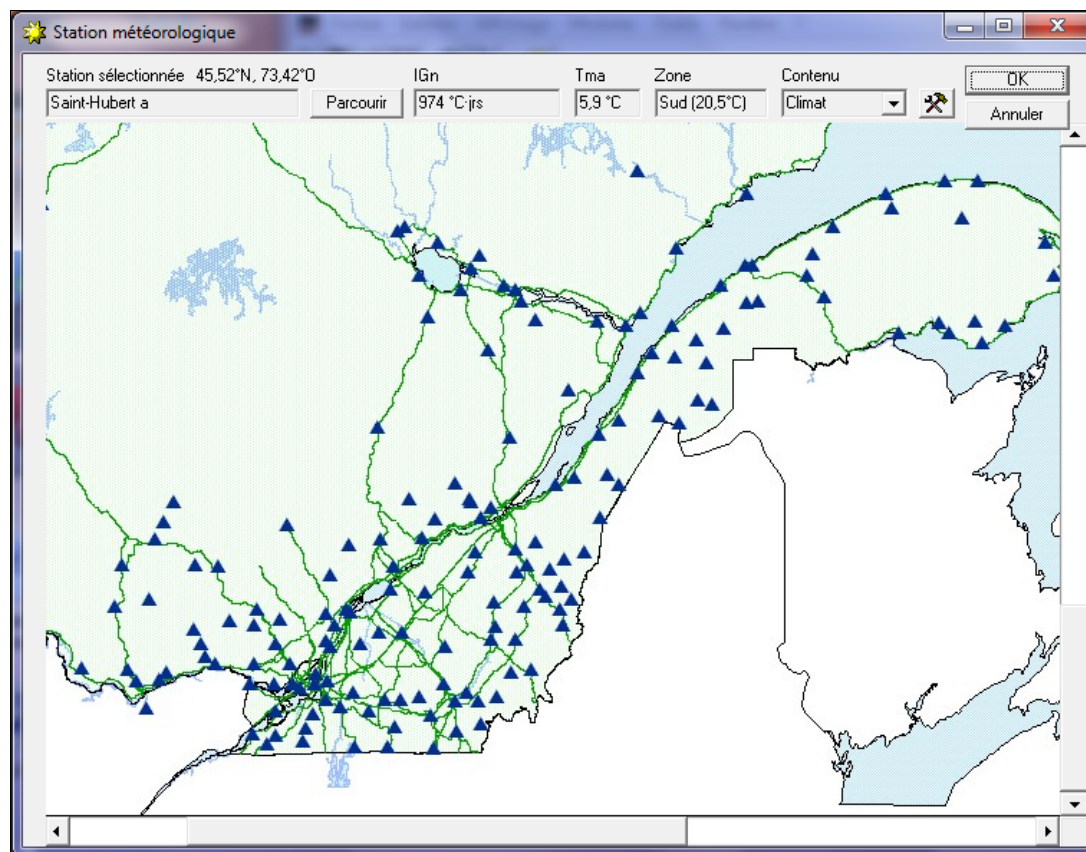 Station météorologique
Station sélectionnée 45,52°N, 73,42°O
IGn
Tma
Zone
Contenu
OK
Saint-Hubert a
Parcourir
974 °C·jrs
5,9 °C
Sud (20,5°C)
Climat
Annuler